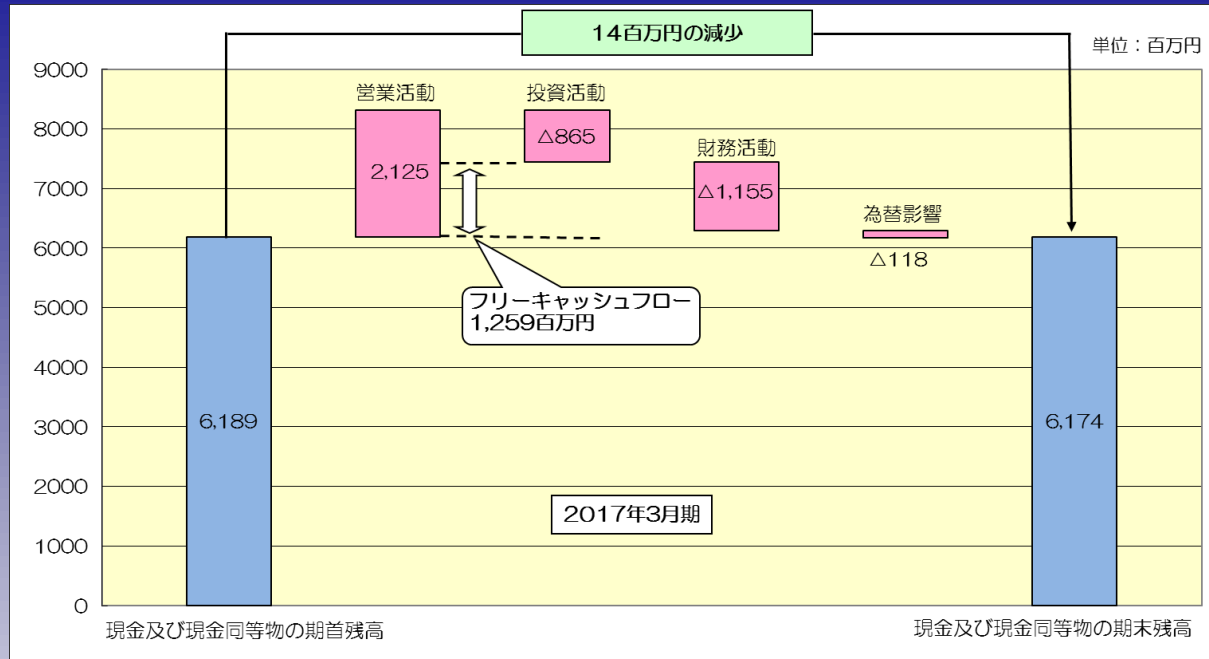 14百万円の減少
単位：百万円
9000
8000
7000
6000
5000
4000
3000
2000
1000
0
営業活動
2,125
投資活動
△865
財務活動
△1,155
為替影響
△118
フリーキャッシュフロー
1,259百万円
6,189
6,174
2017年3月期
現金及び現金同等物の期首残高
現金及び現金同等物の期末残高